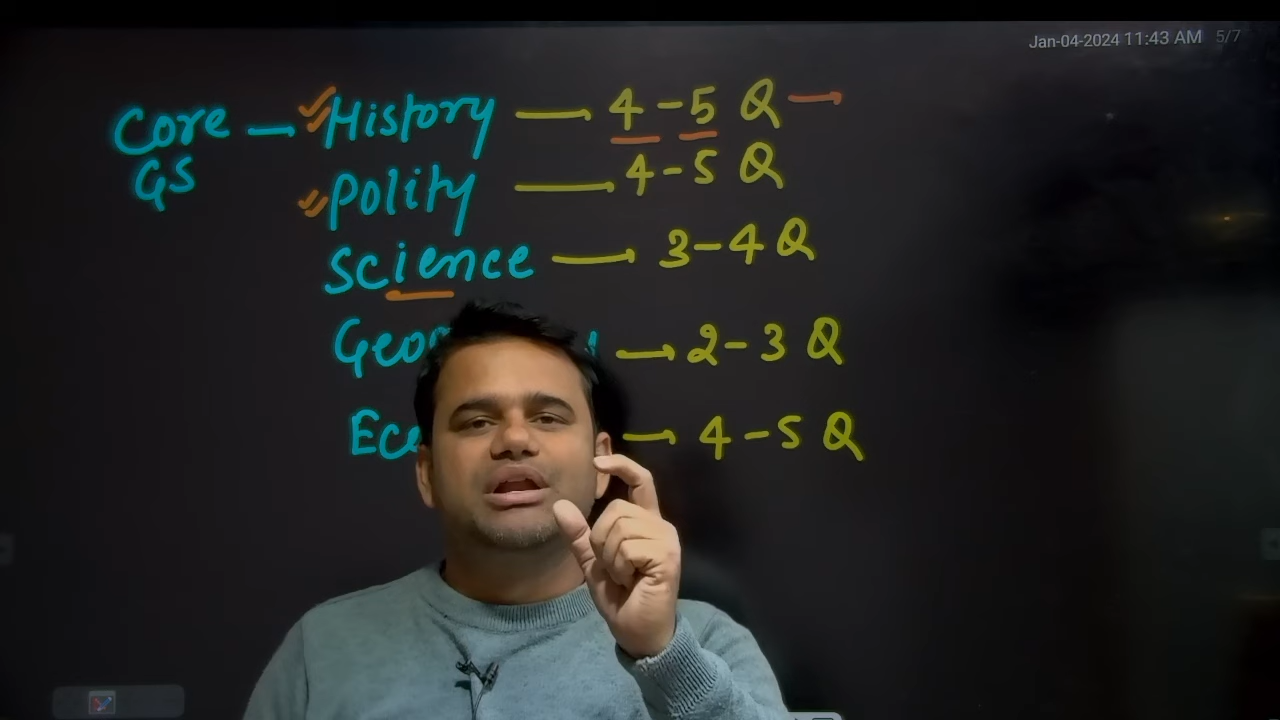 Jan-04-2024 11:43 AM 5/7
Core — History — 4-5 Q
GS
Polity — 4-5 Q
Science — 3-4 Q
2-3 Q
4-5 Q